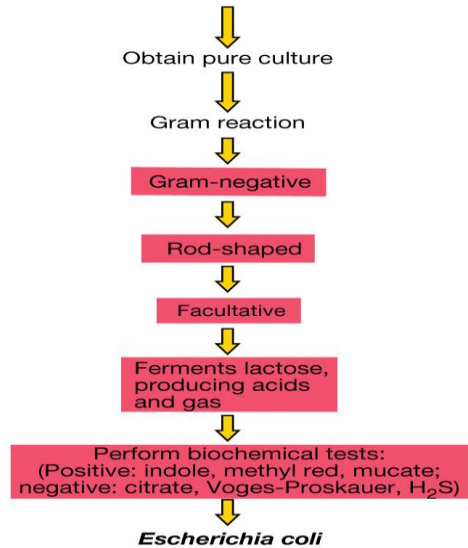 Obtain pure culture
Gram reaction
Gram-negative
Rod-shaped
Facultative
Ferments lactose,
producing acids
and gas
Perform biochemical tests:
(Positive: indole, methyl red, mucate;
negative: citrate, Voges-Proskauer, H₂S)
Escherichia coli